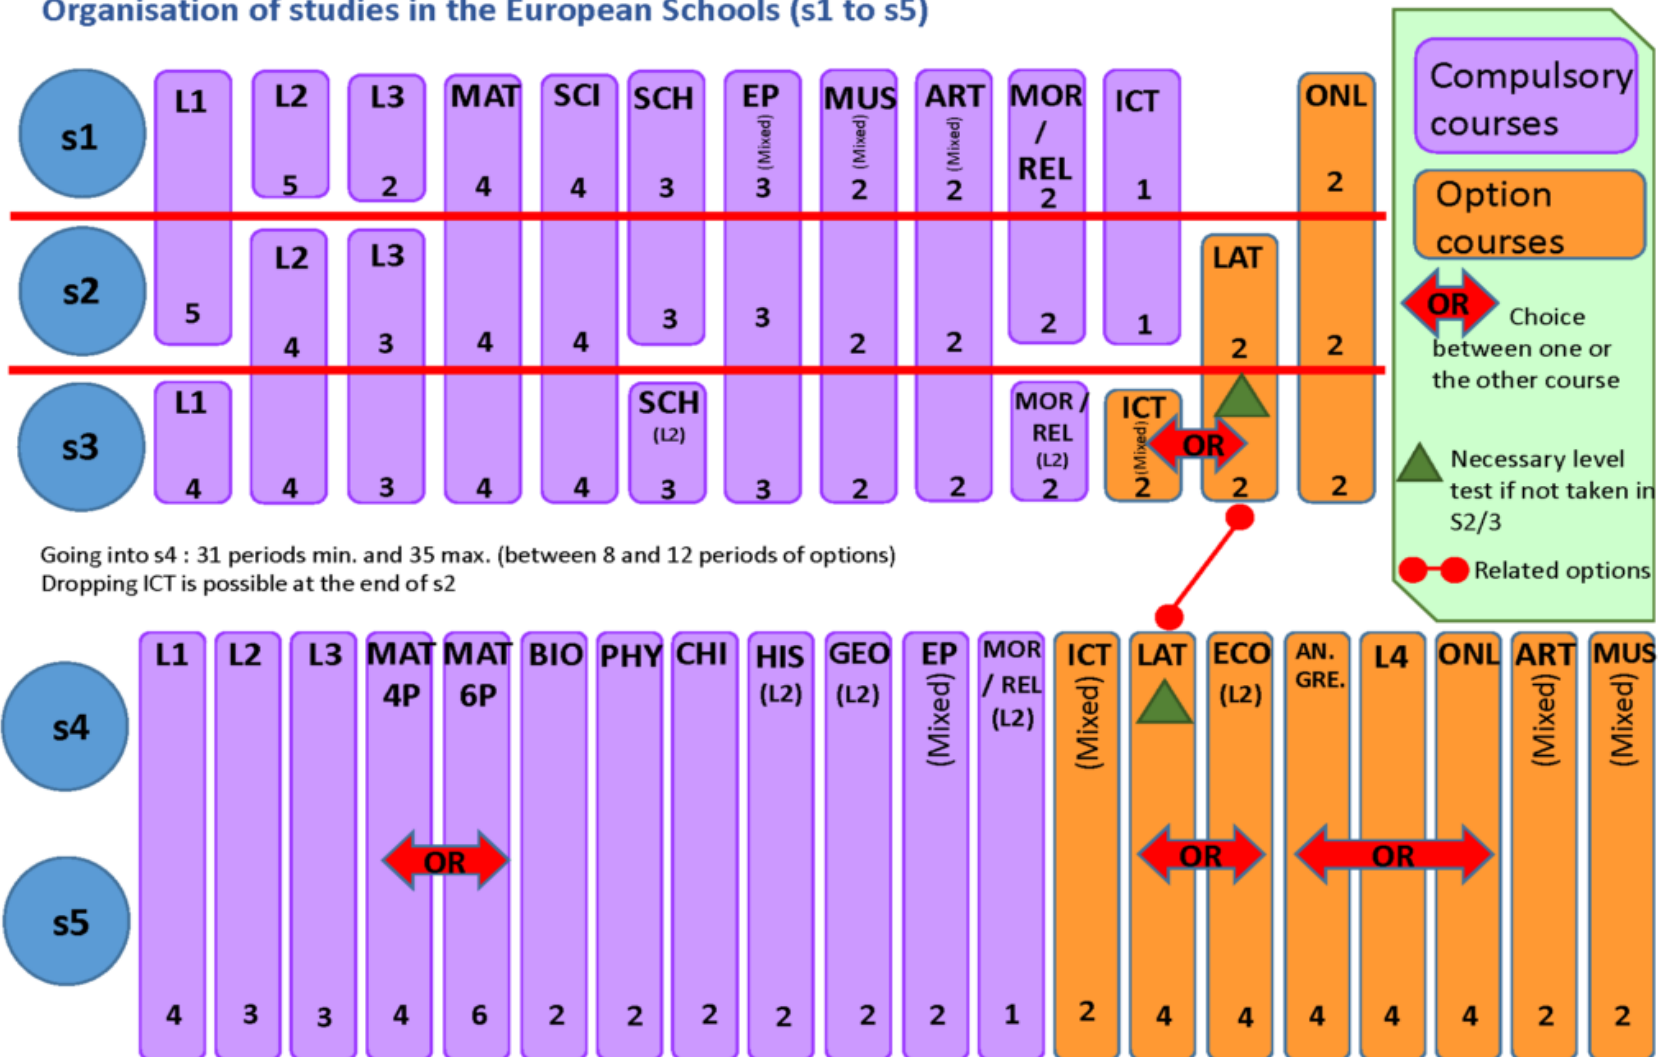 Organisation of studies in the European Schools (s1 to s5)
s1
L1
L2
5
L3
2
MAT
4
SCI
4
SCH
3
EP
(Mixed)
3
MUS
(Mixed)
2
ART
(Mixed)
2
MOR
/
REL
2
ICT
1
ONL
2
s2
5
L2
4
L3
3
4
4
3
3
2
2
2
1
LAT
2
2
s3
L1
4
4
3
4
4
SCH
(L2)
3
3
2
2
MOR /
REL
(L2)
2
ICT
(Mixed)
2
OR
2
2
Compulsory
courses
Option
courses
OR
Choice
between one or
the other course
Necessary level
test if not taken in
S2/3
Related options
Going into s4 : 31 periods min. and 35 max. (between 8 and 12 periods of options)
Dropping ICT is possible at the end of s2
s4
s5
L1
4
L2
3
L3
3
MAT
4P
4
OR
MAT
6P
6
BIO
2
PHY
2
CHI
2
HIS
(L2)
2
GEO
(L2)
2
EP
(Mixed)
2
MOR
/ REL
(L2)
1
ICT
(Mixed)
2
LAT
4
OR
ECO
(L2)
4
AN.
GRE.
4
L4
OR
4
ONL
4
ART
(Mixed)
2
MUS
(Mixed)
2